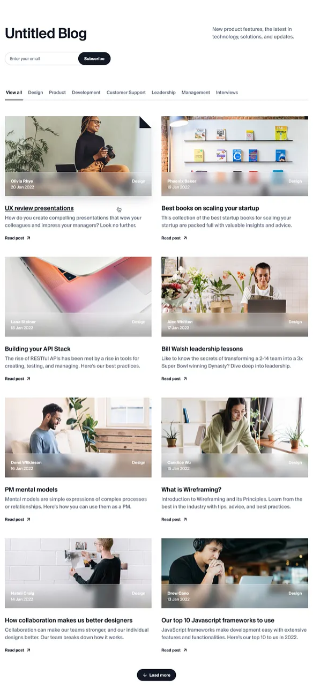 Untitled Blog
New product features, the latest in
technology, solutions, and updates.
Enter your email
Subscribe
View all
Design
Product
Development
Customer Support
Leadership
Management
Interviews
Olivia Rhye
20 Jan 2022
Design
UX review presentations
How do you create compelling presentations that wow your
colleagues and impress your managers? Look no further.
Read post
Phoenix Baker
19 Jan 2022
Design
Best books on scaling your startup
This collection of the best startup books for scaling your
startup are packed full with valuable insights and advice.
Read post
Lana Steiner
18 Jan 2022
Design
Building your API Stack
The rise of RESTful APIs has been met by a rise in tools for
creating, testing, and managing. Here's our best practices.
Read post
17 Jan 2022
Design
Bill Walsh leadership lessons
Like to know the secrets of transforming a 2-14 team into a 3x
Super Bowl winning Dynasty? Dive deep into leadership.
Read post
Demi Wilkinson
16 Jan 2022
Design
PM mental models
Mental models are simple expressions of complex processes
or relationships. Here's how you can use them as a PM.
Read post
Candice Wu
15 Jan 2022
Design
What is Wireframing?
Introduction to Wireframing and its Principles. Learn from the
best in the industry with tips, advice, and best practices.
Read post
14 Jan 2022
Design
How collaboration makes us better designers
Collaboration can make our teams stronger, and our individual
designs better. Our team breaks down how it works.
Read post
Drew Cano
13 Jan 2022
Design
Our top 10 Javascript frameworks to use
JavaScript frameworks make development easy with extensive
features and functionalities. Here's our top 10 to use in 2022.
Read post
Load more